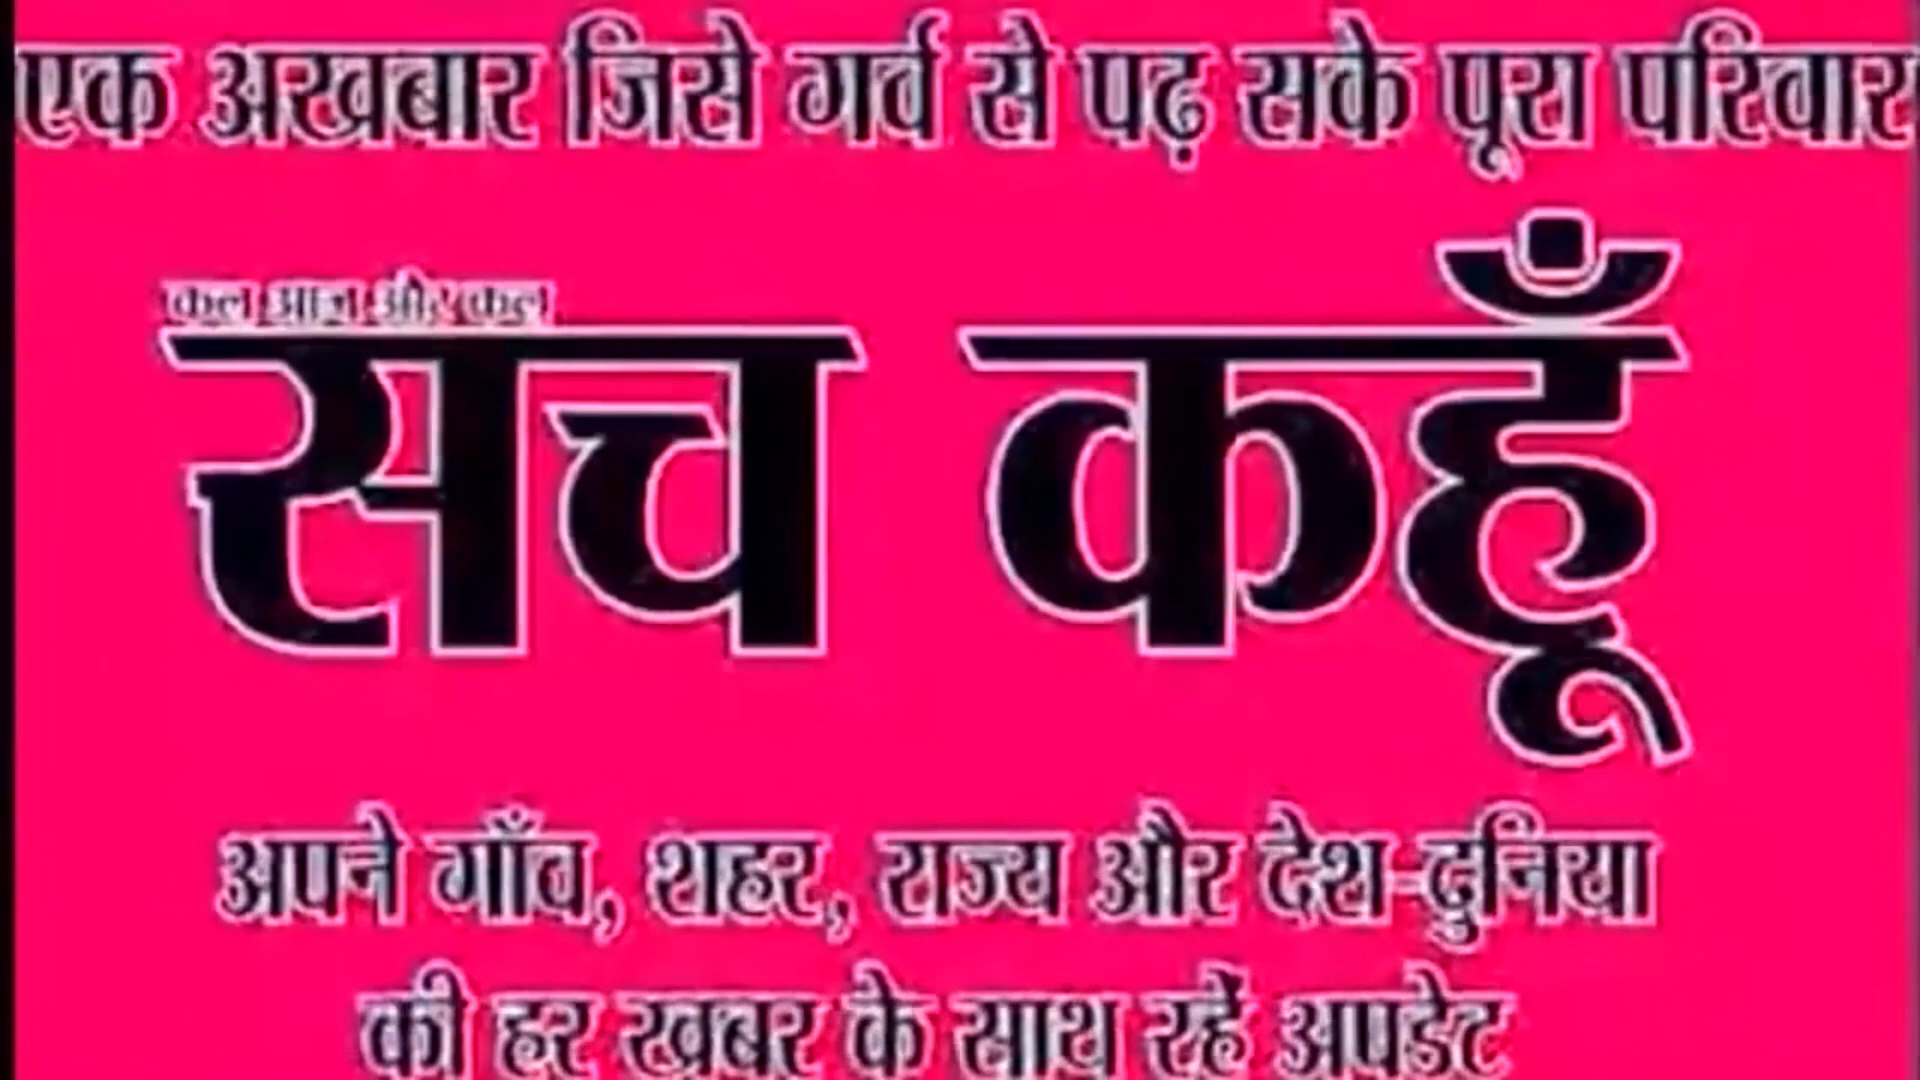 एक अखबार जिसे गर्व से पढ़ सके पूरा परिवार
कल आज और कल
सच कहूँ
अपने गाँव, शहर, राज्य और देश-दुनिया
की हर खबर के साथ रहें अपडेट